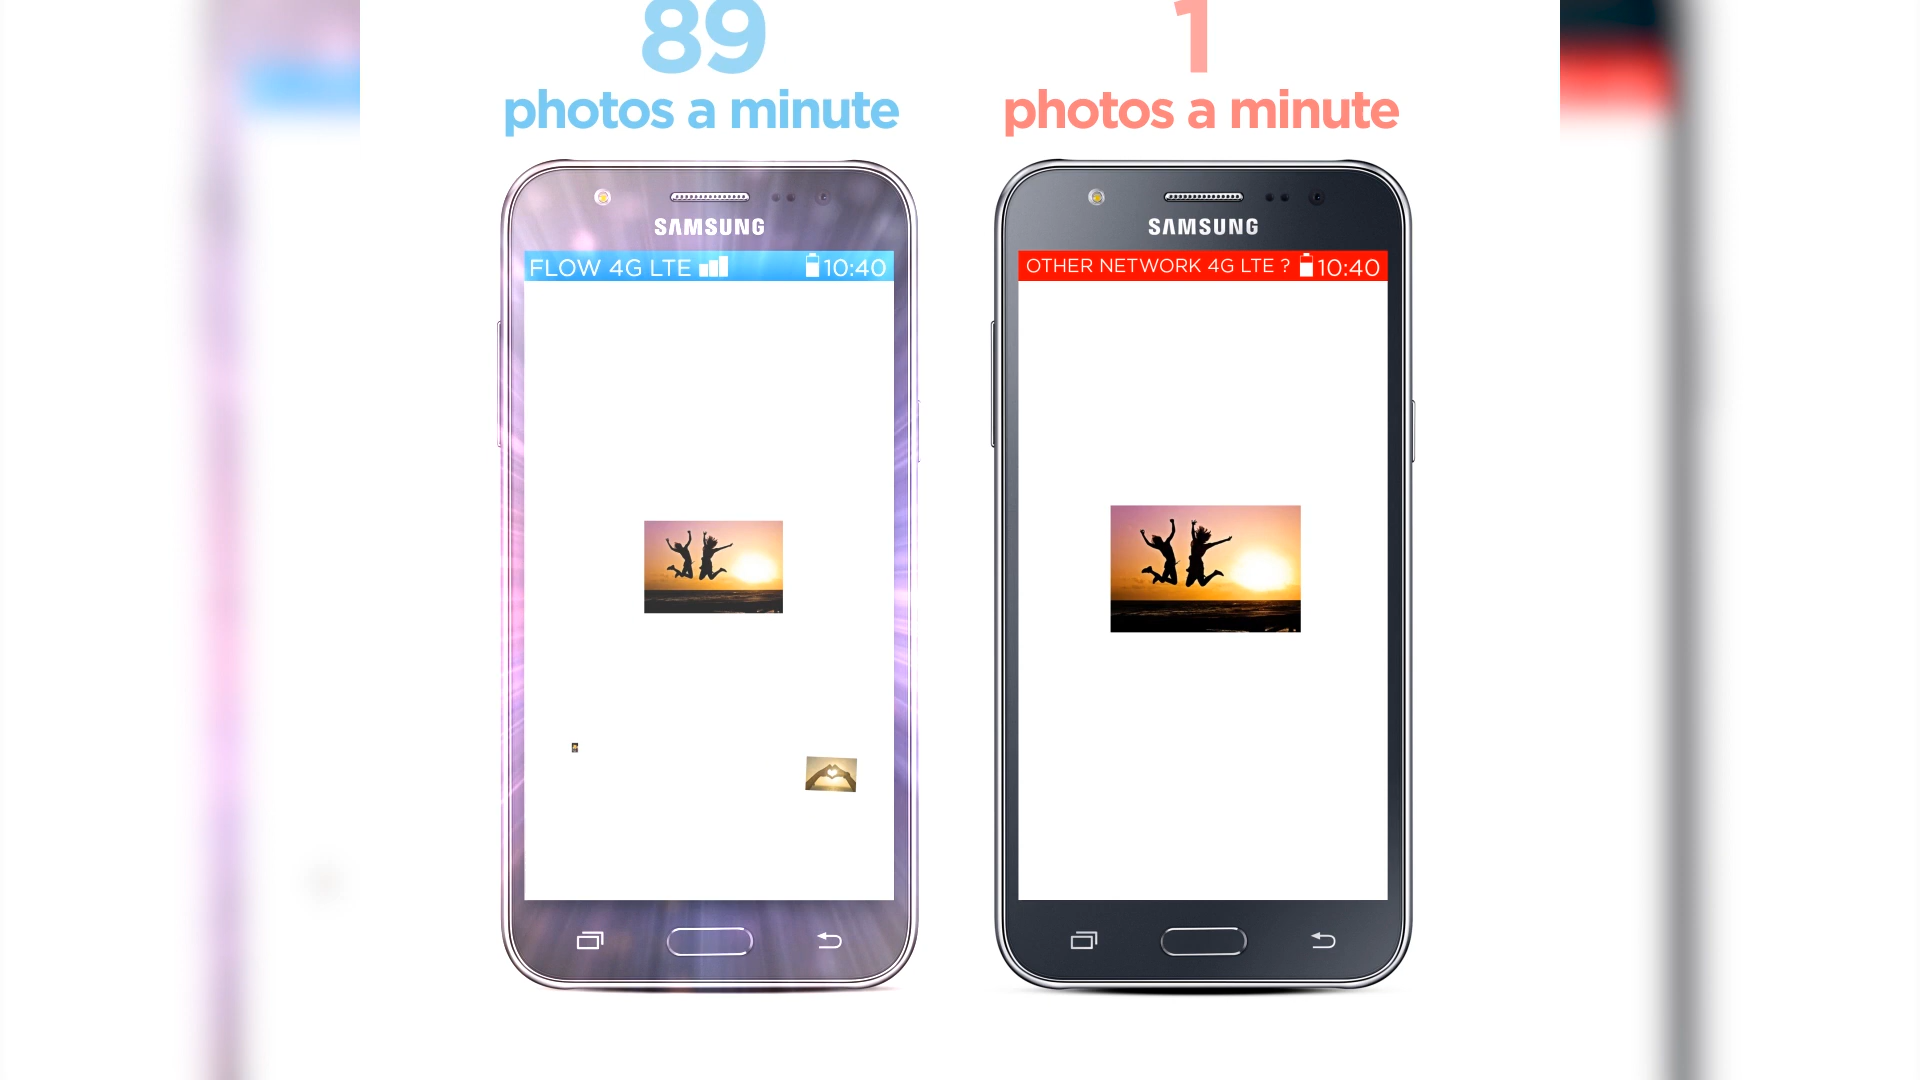 89
photos a minute
1
photos a minute
SAMSUNG
FLOW 4G LTE 10:40
SAMSUNG
OTHER NETWORK 4G LTE ? 10:40